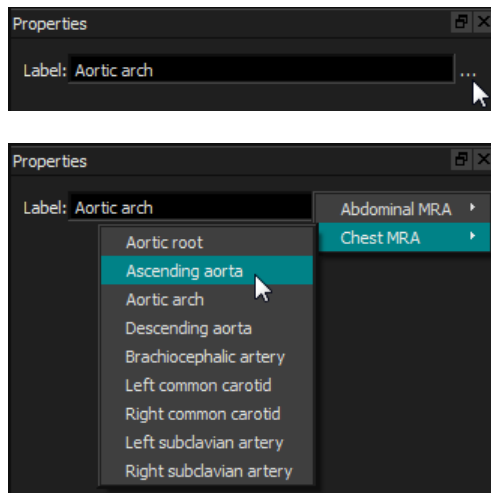 Properties
Label: Aortic arch ...
Properties
Label: Aortic arch
Abdominal MRA
Chest MRA
Aortic root
Ascending aorta
Aortic arch
Descending aorta
Brachiocephalic artery
Left common carotid
Right common carotid
Left subclavian artery
Right subclavian artery